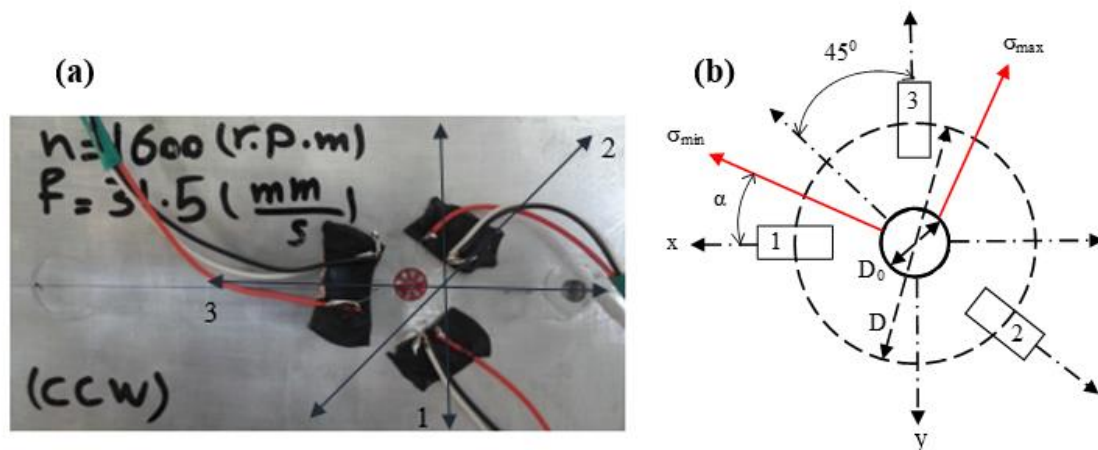 (a)
n=1600 (r.p.m)
f=31.5 (mm/s)
(CCW)
2
3
1
(b)
45⁰
σmax
3
σmin
α
x
1
D₀
D
2
y